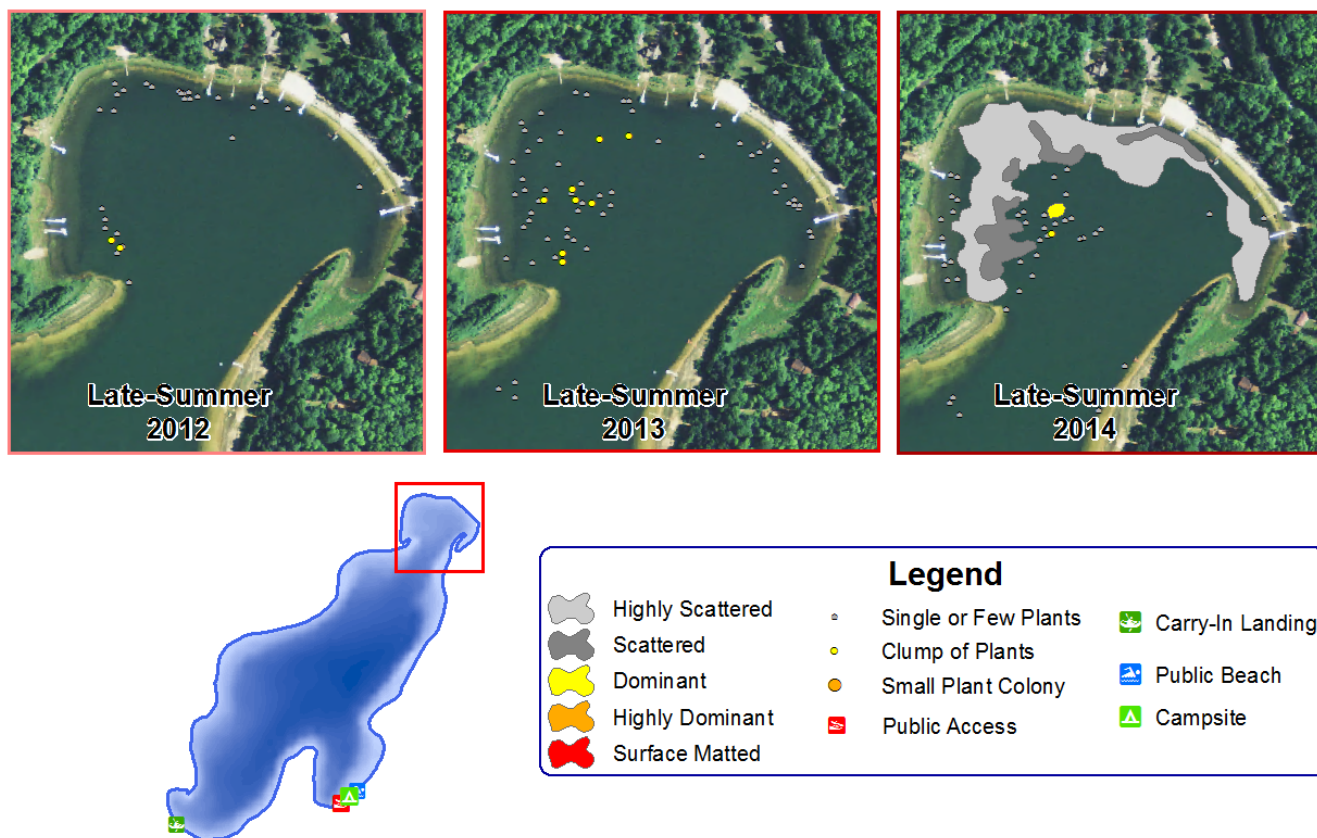 Late-Summer
2012
Late-Summer
2013
Late-Summer
2014
Legend
Highly Scattered
Scattered
Dominant
Highly Dominant
Surface Matted
Single or Few Plants
Clump of Plants
Small Plant Colony
Public Access
Carry-In Landing
Public Beach
Campsite